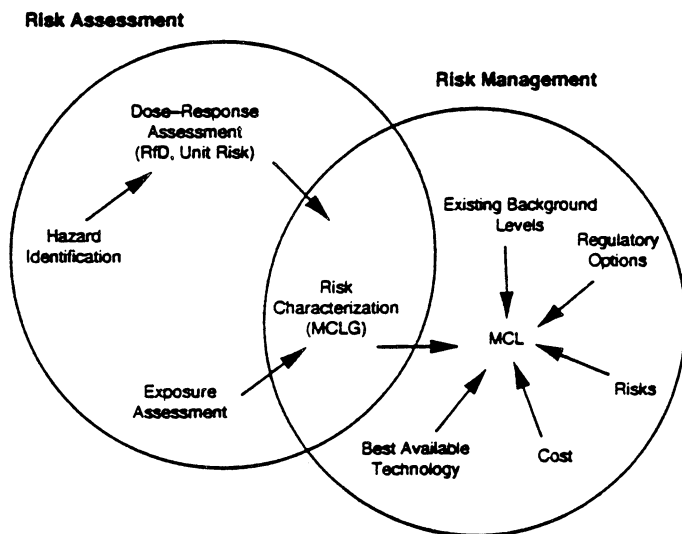 Risk Assessment
Risk Management
Dose–Response
Assessment
(RfD, Unit Risk)
Hazard
Identification
Existing Background
Levels
Regulatory
Options
Risk
Characterization
(MCLG)
MCL
Exposure
Assessment
Risks
Best Available
Technology
Cost